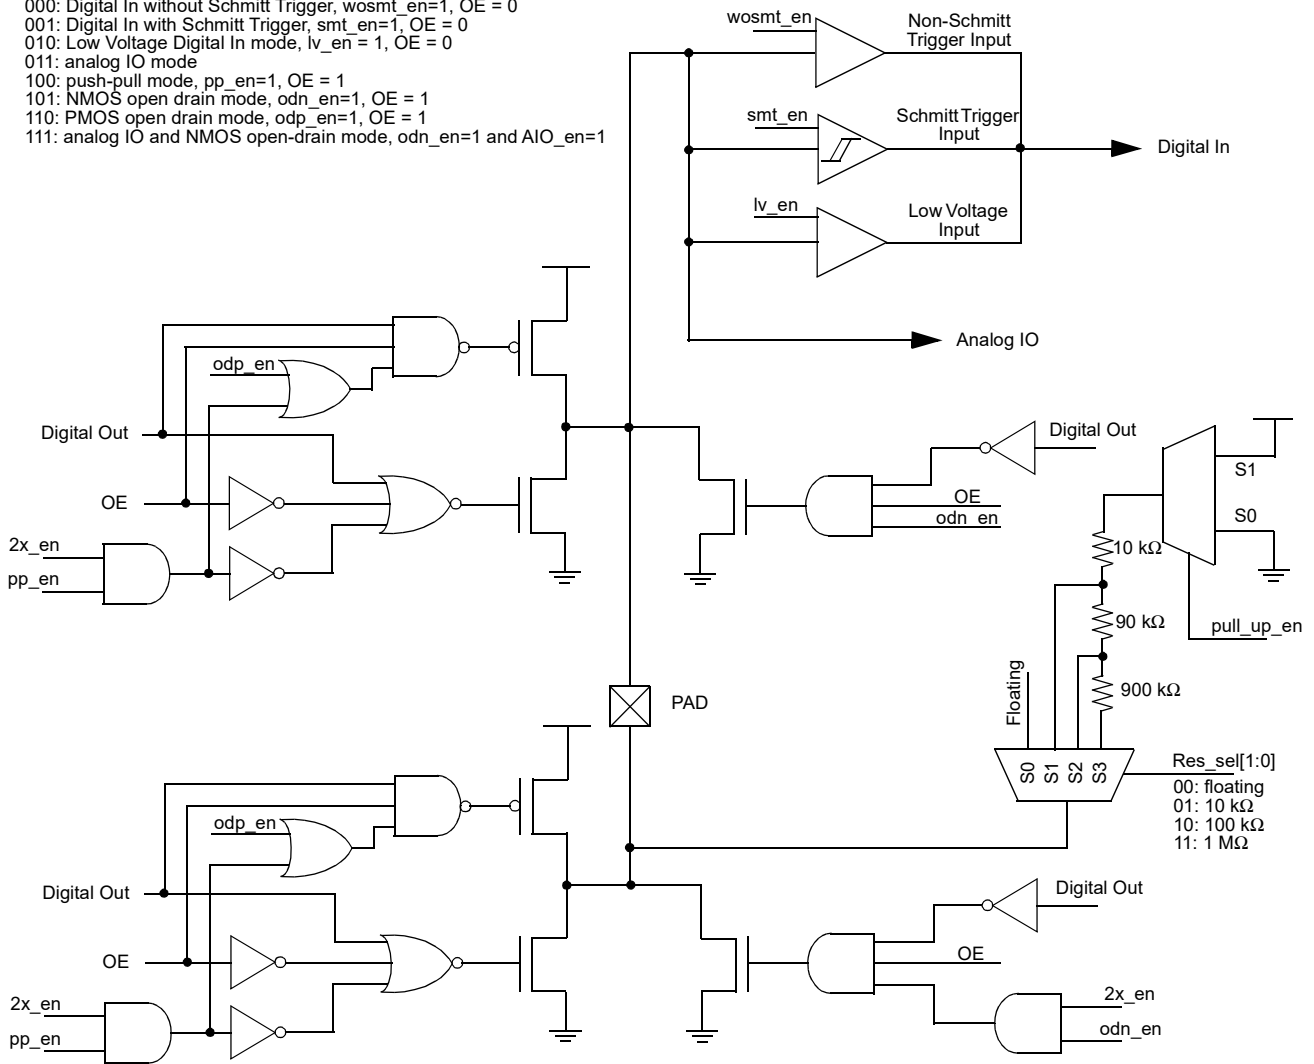 000: Digital In without Schmitt Trigger, wosmt_en=1, OE = 0
001: Digital In with Schmitt Trigger, smt_en=1, OE = 0
010: Low Voltage Digital In mode, lv_en = 1, OE = 0
011: analog IO mode
100: push-pull mode, pp_en=1, OE = 1
101: NMOS open drain mode, odn_en=1, OE = 1
110: PMOS open drain mode, odp_en=1, OE = 1
111: analog IO and NMOS open-drain mode, odn_en=1 and AIO_en=1
wosmt_en
Non-Schmitt
Trigger Input
smt_en
Schmitt Trigger
Input
Digital In
lv_en
Low Voltage
Input
Analog IO
odp_en
Digital Out
OE
2x_en
pp_en
Digital Out
OE
odn_en
S1
S0
10 kΩ
90 kΩ
pull_up_en
900 kΩ
Floating
PAD
S0
S1
S2
S3
Res_sel[1:0]
00: floating
01: 10 kΩ
10: 100 kΩ
11: 1 MΩ
odp_en
Digital Out
OE
2x_en
pp_en
Digital Out
OE
2x_en
odn_en